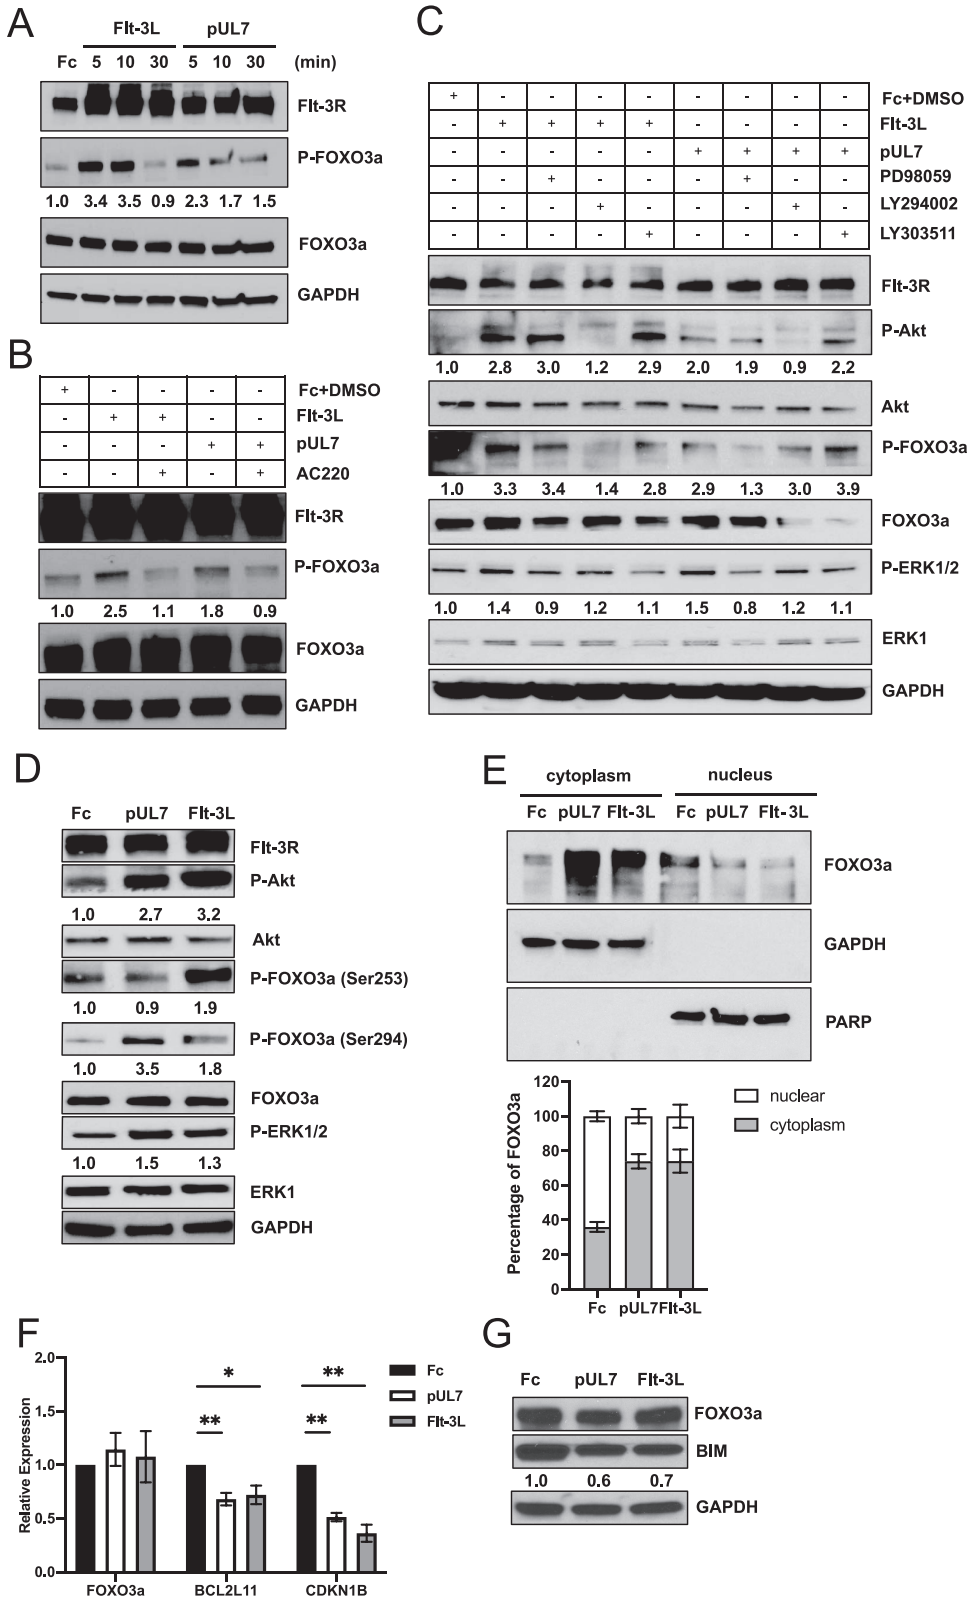 A
Flt-3L pUL7
Fc 5 10 30 5 10 30 (min)
Flt-3R
P-FOXO3a
1.0 3.4 3.5 0.9 2.3 1.7 1.5
FOXO3a
GAPDH
B
+ - - - - Fc+DMSO
- + + - - Flt-3L
- - - + + pUL7
- - + - + AC220
Flt-3R
P-FOXO3a
1.0 2.5 1.1 1.8 0.9
FOXO3a
GAPDH
C
+ - - - - - - - - Fc+DMSO
- + + + + - - - - Flt-3L
- - - - - + + + + pUL7
- - + - - - + - - PD98059
- - - + - - - + - LY294002
- - - - + - - - + LY303511
Flt-3R
P-Akt
1.0 2.8 3.0 1.2 2.9 2.0 1.9 0.9 2.2
Akt
P-FOXO3a
1.0 3.3 3.4 1.4 2.8 2.9 1.3 3.0 3.9
FOXO3a
P-ERK1/2
1.0 1.4 0.9 1.2 1.1 1.5 0.8 1.2 1.1
ERK1
GAPDH
D
Fc pUL7 Flt-3L
Flt-3R
P-Akt
1.0 2.7 3.2
Akt
P-FOXO3a (Ser253)
1.0 0.9 1.9
P-FOXO3a (Ser294)
1.0 3.5 1.8
FOXO3a
P-ERK1/2
1.0 1.5 1.3
ERK1
GAPDH
E
cytoplasm nucleus
Fc pUL7 Flt-3L Fc pUL7 Flt-3L
FOXO3a
GAPDH
PARP
Percentage of FOXO3a
120
100
80
60
40
20
0
nuclear
cytoplasm
Fc pUL7 Flt-3L
F
Relative Expression
2.0
1.5
1.0
0.5
0.0
* **
** **
Fc
pUL7
Flt-3L
FOXO3a BCL2L11 CDKN1B
G
Fc pUL7 Flt-3L
FOXO3a
BIM
1.0 0.6 0.7
GAPDH